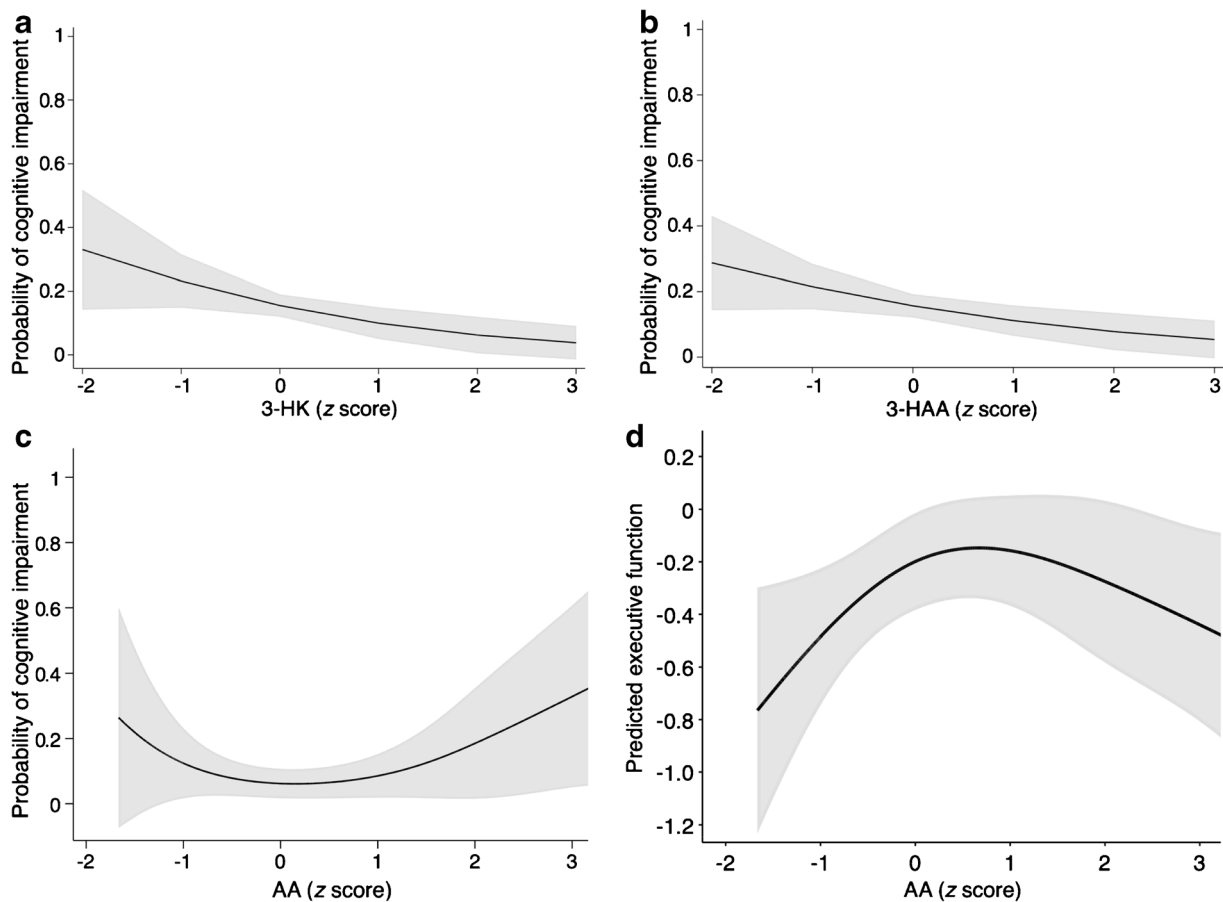 a
Probability of cognitive impairment
1
0.8
0.6
0.4
0.2
0
-2 -1 0 1 2 3
3-HK (z score)
b
Probability of cognitive impairment
1
0.8
0.6
0.4
0.2
0
-2 -1 0 1 2 3
3-HAA (z score)
c
Probability of cognitive impairment
1
0.8
0.6
0.4
0.2
0
-2 -1 0 1 2 3
AA (z score)
d
Predicted executive function
0.2
0
-0.2
-0.4
-0.6
-0.8
-1.0
-1.2
-2 -1 0 1 2 3
AA (z score)